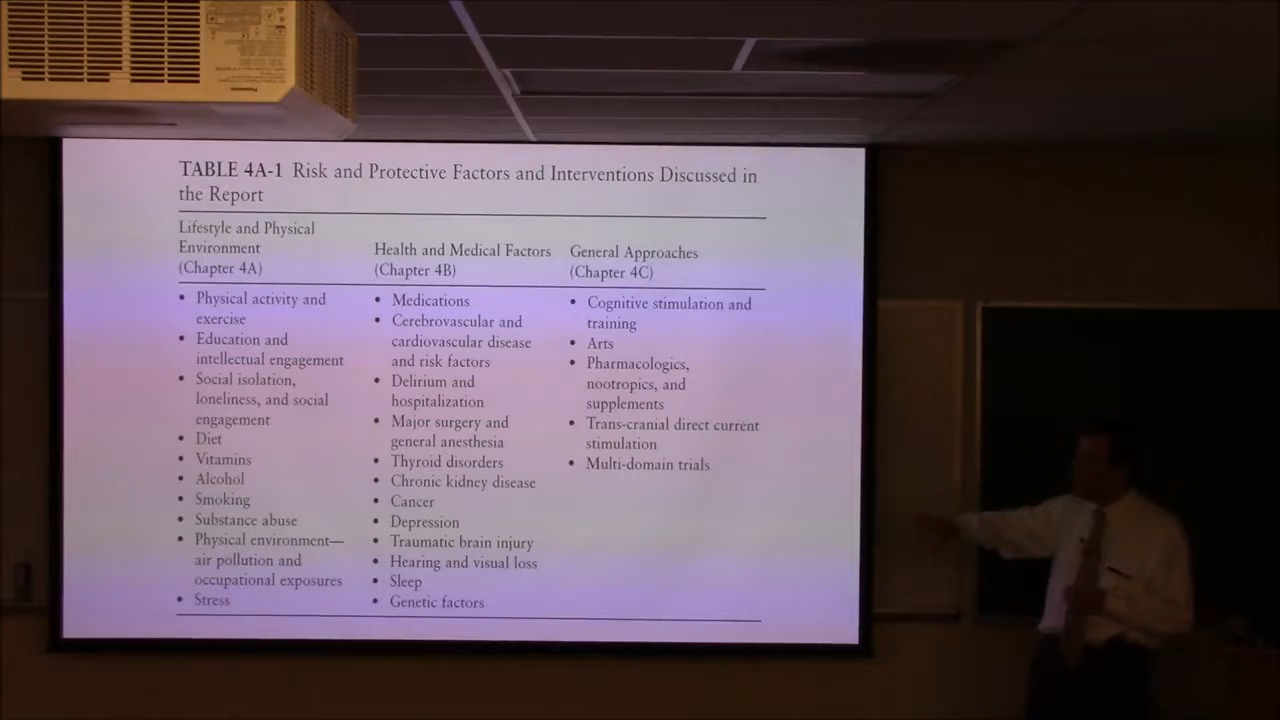 TABLE 4A-1 Risk and Protective Factors and Interventions Discussed in
the Report
Lifestyle and Physical
Environment
(Chapter 4A)
• Physical activity and
exercise
• Education and
intellectual engagement
• Social isolation,
loneliness, and social
engagement
• Diet
• Vitamins
• Alcohol
• Smoking
• Substance abuse
• Physical environment—
air pollution and
occupational exposures
• Stress
Health and Medical Factors
(Chapter 4B)
• Medications
• Cerebrovascular and
cardiovascular disease
and risk factors
• Delirium and
hospitalization
• Major surgery and
general anesthesia
• Thyroid disorders
• Chronic kidney disease
• Cancer
• Depression
• Traumatic brain injury
• Hearing and visual loss
• Sleep
• Genetic factors
General Approaches
(Chapter 4C)
• Cognitive stimulation and
training
• Arts
• Pharmacologics,
nootropics, and
supplements
• Trans-cranial direct current
stimulation
• Multi-domain trials
Panasonic